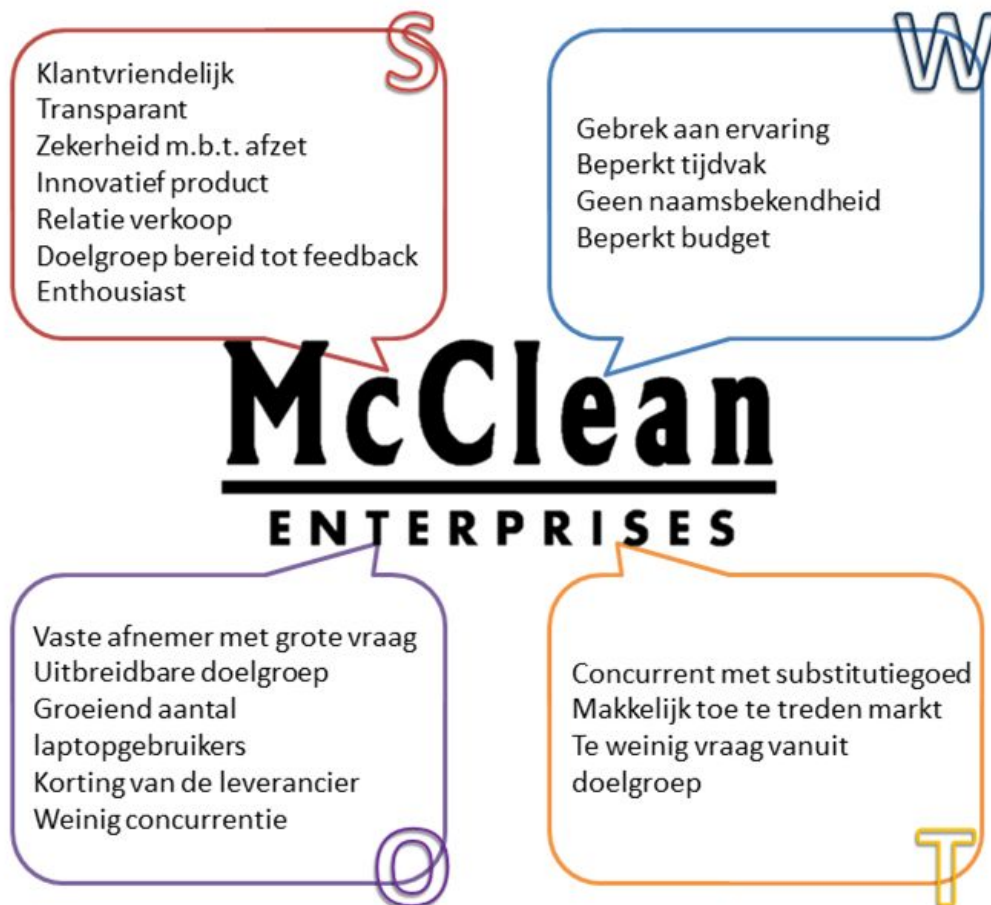 S
Klantvriendelijk
Transparant
Zekerheid m.b.t. afzet
Innovatief product
Relatie verkoop
Doelgroep bereid tot feedback
Enthousiast
W
Gebrek aan ervaring
Beperkt tijdvak
Geen naamsbekendheid
Beperkt budget
McClean
ENTERPRISES
Vaste afnemer met grote vraag
Uitbreidbare doelgroep
Groeiend aantal
laptopgebruikers
Korting van de leverancier
Weinig concurrentie
O
Concurrent met substitutiegoed
Makkelijk toe te treden markt
Te weinig vraag vanuit
doelgroep
T